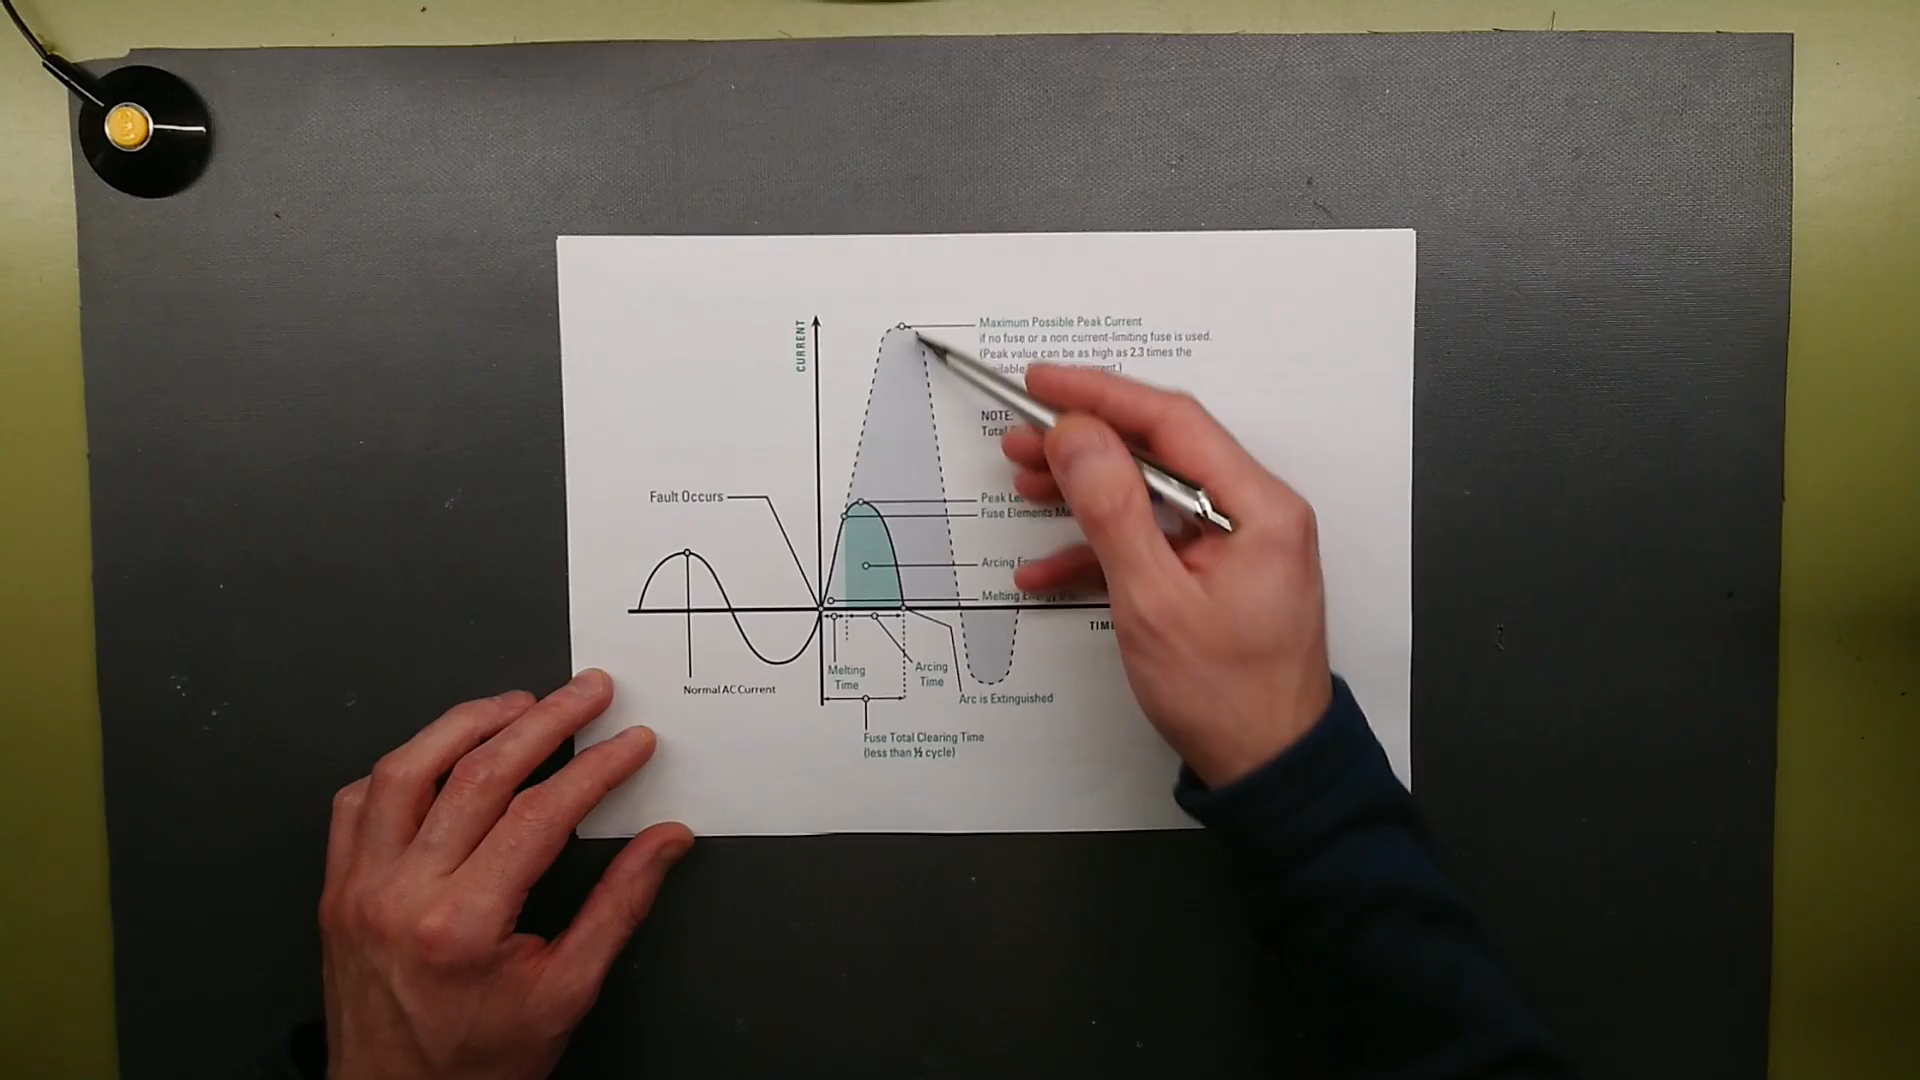 CURRENT
Maximum Possible Peak Current
if no fuse or a non current-limiting fuse is used.
(Peak value can be as high as 2.3 times the
NOTE:
Total
Fault Occurs
Peak
Fuse Elements
Arcing
Melting Energy
TIME
Melting
Time
Arcing
Time
Normal AC Current
Arc is Extinguished
Fuse Total Clearing Time
(less than ½ cycle)